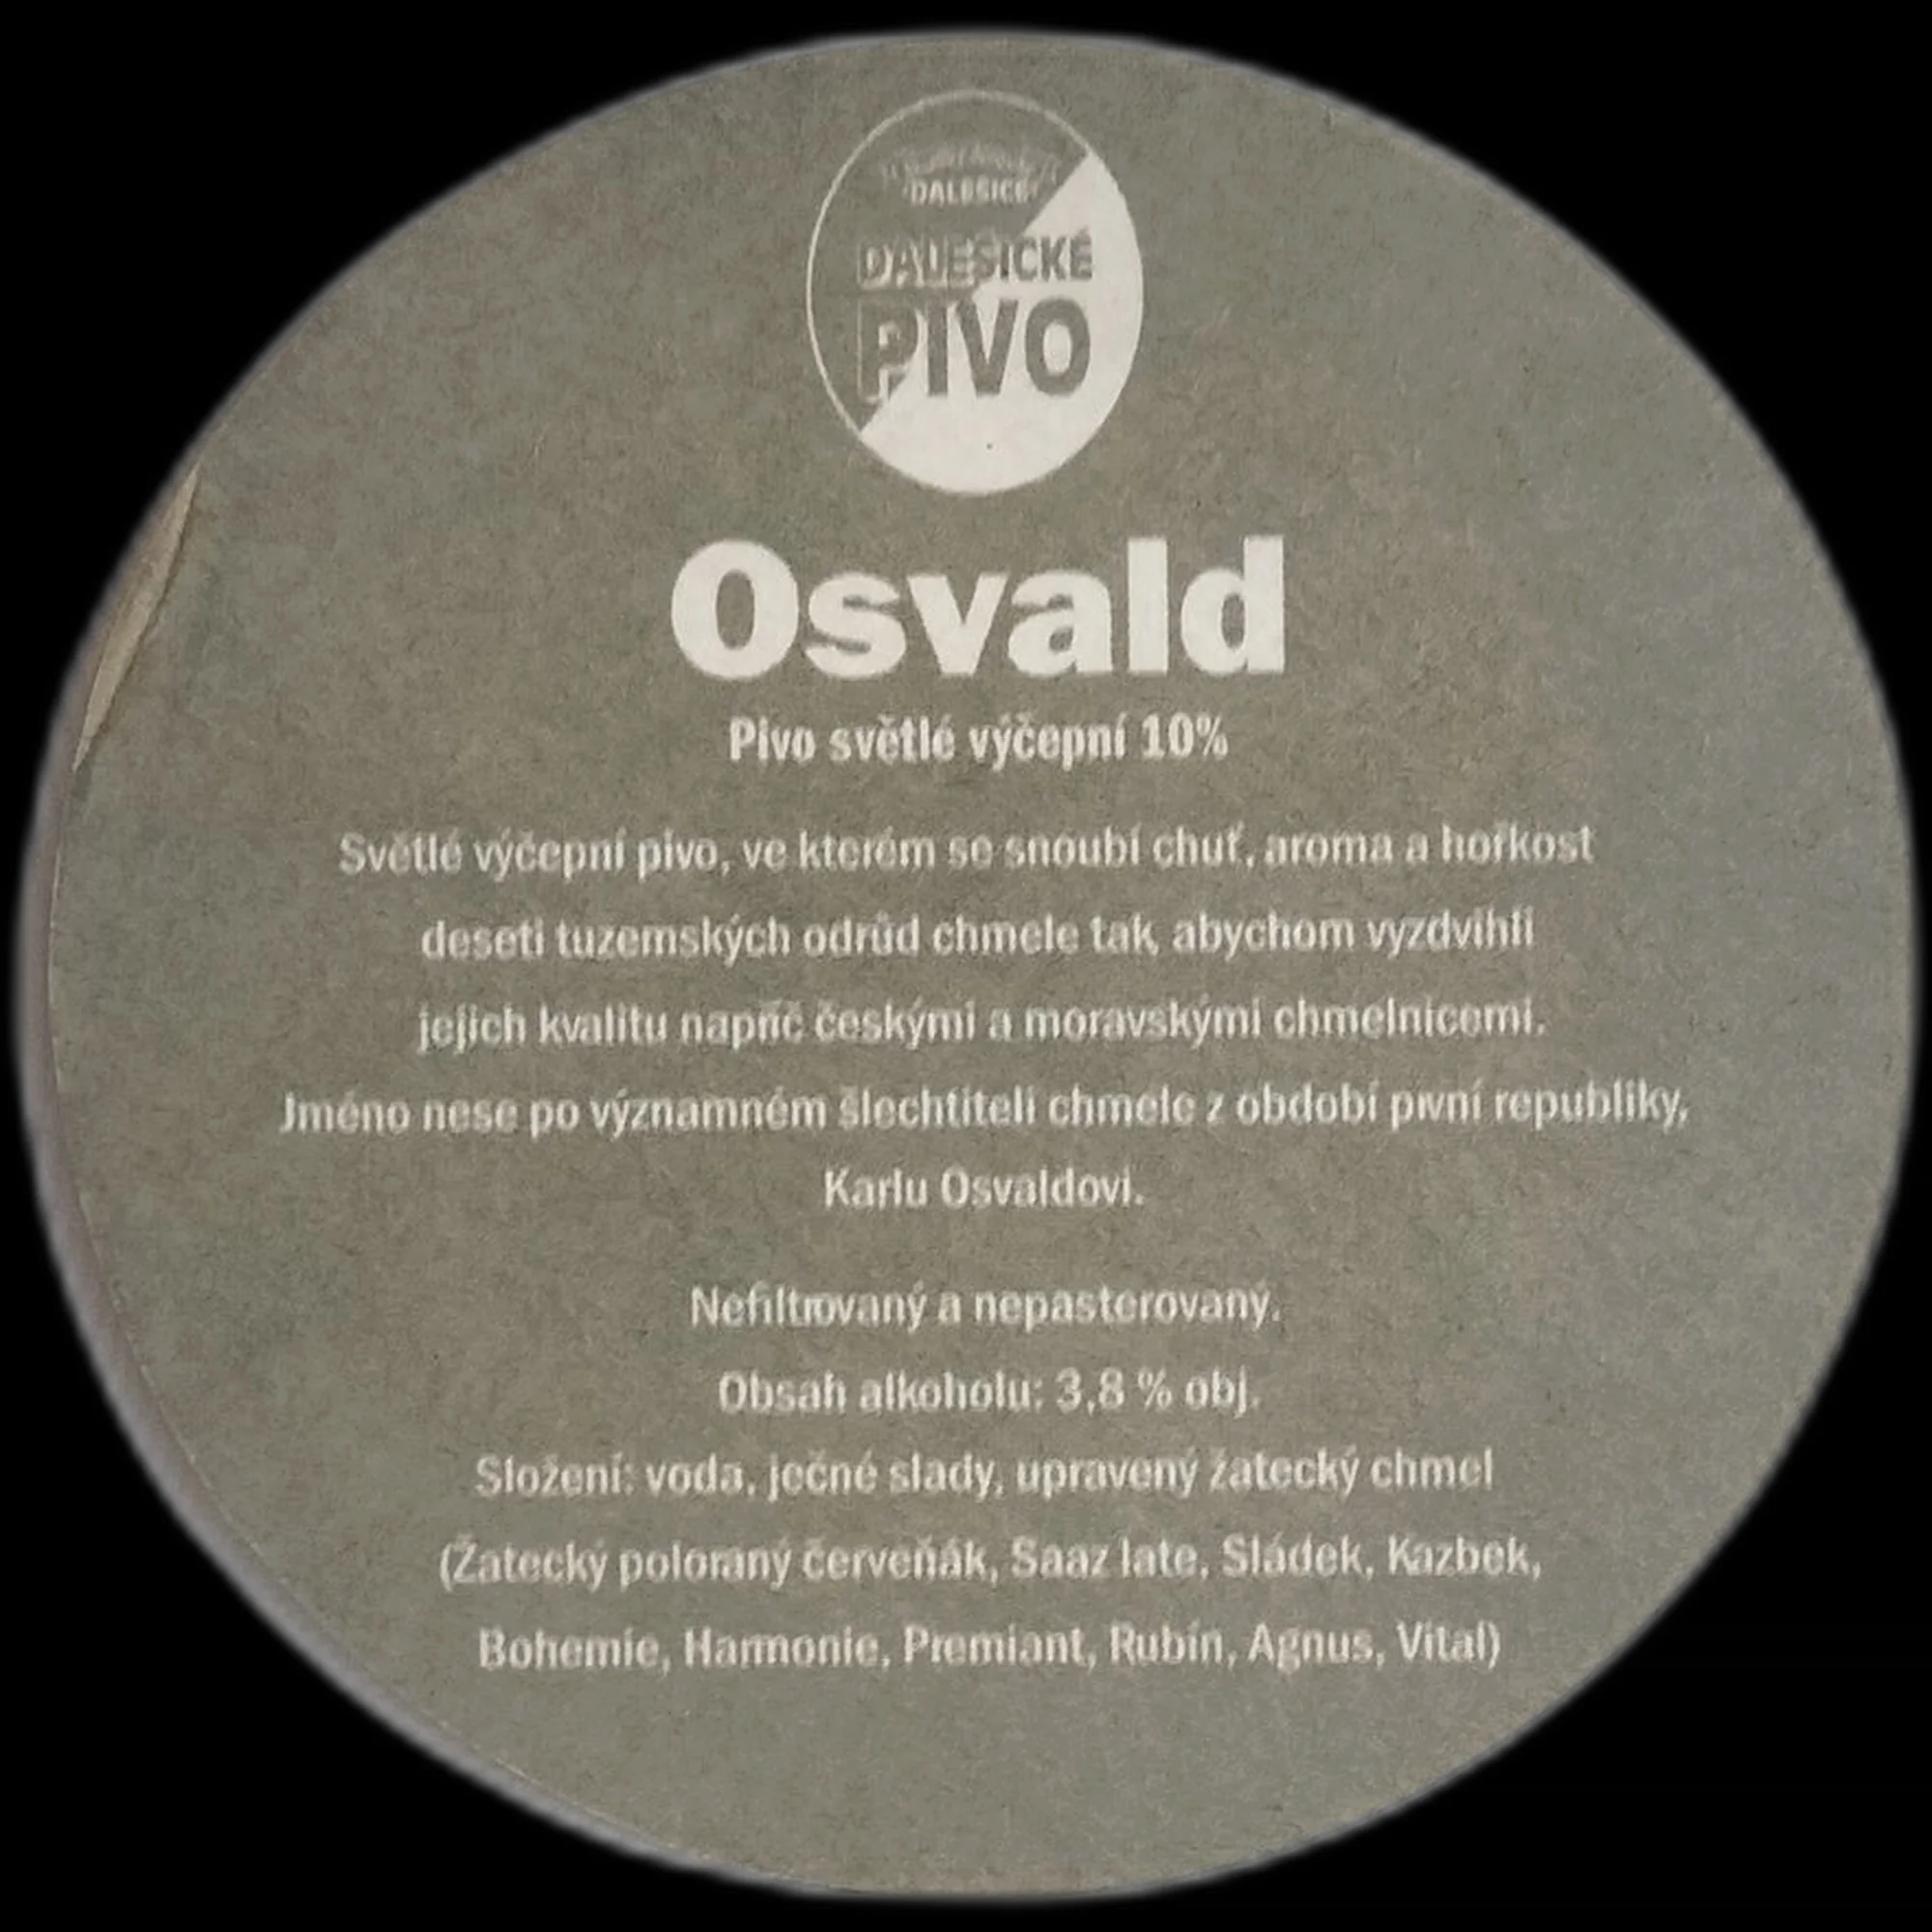 DALEŠICE
DALEŠICKÉ
PIVO
Osvald
Pivo světlé výčepní 10%
Světlé výčepní pivo, ve kterém se snoubí chuť, aroma a hořkost
deseti tuzemských odrůd chmele tak, abychom vyzdvihli
jejich kvalitu napříč českými a moravskými chmelnicemi.
Jméno nese po významném šlechtiteli chmele z období první republiky,
Karlu Osvaldovi.
Nefiltrovaný a nepasterovaný.
Obsah alkoholu: 3,8 % obj.
Složení: voda, ječné slady, upravený žatecký chmel
(Žatecký poloraný červeňák, Saaz late, Sládek, Kazbek,
Bohemie, Harmonie, Premiant, Rubín, Agnus, Vital)